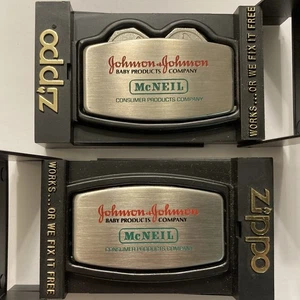 zippo
Johnson & Johnson
BABY PRODUCTS COMPANY
McNEIL
CONSUMER PRODUCTS COMPANY
WORKS...OR WE FIX IT FREE
WORKS...OR WE FIX IT FREE
Johnson & Johnson
BABY PRODUCTS COMPANY
McNEIL
CONSUMER PRODUCTS COMPANY
zippo